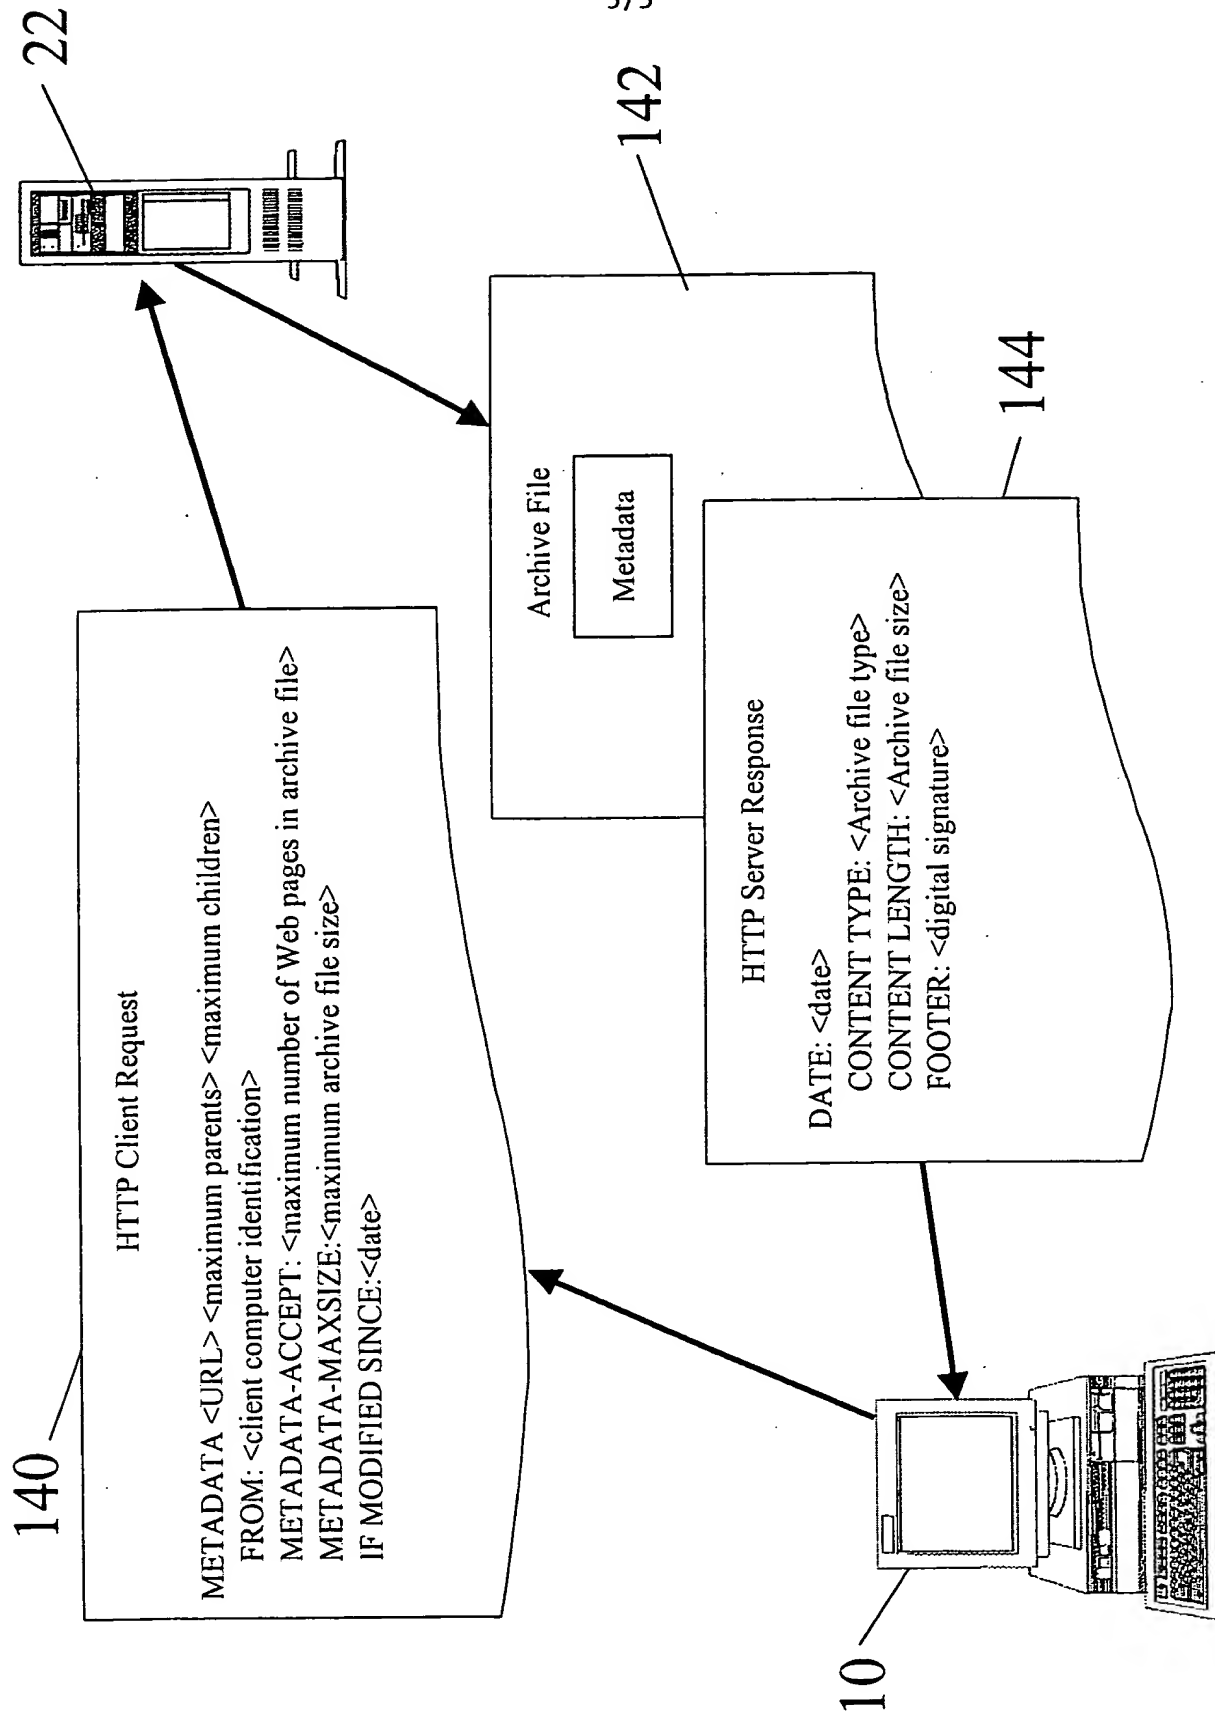 140
HTTP Client Request
METADATA <URL> <maximum parents> <maximum children>
FROM: <client computer identification>
METADATA-ACCEPT: <maximum number of Web pages in archive file>
METADATA-MAXSIZE:<maximum archive file size>
IF MODIFIED SINCE:<date>
22
Archive File
Metadata
142
HTTP Server Response
DATE: <date>
CONTENT TYPE: <Archive file type>
CONTENT LENGTH: <Archive file size>
FOOTER: <digital signature>
144
10